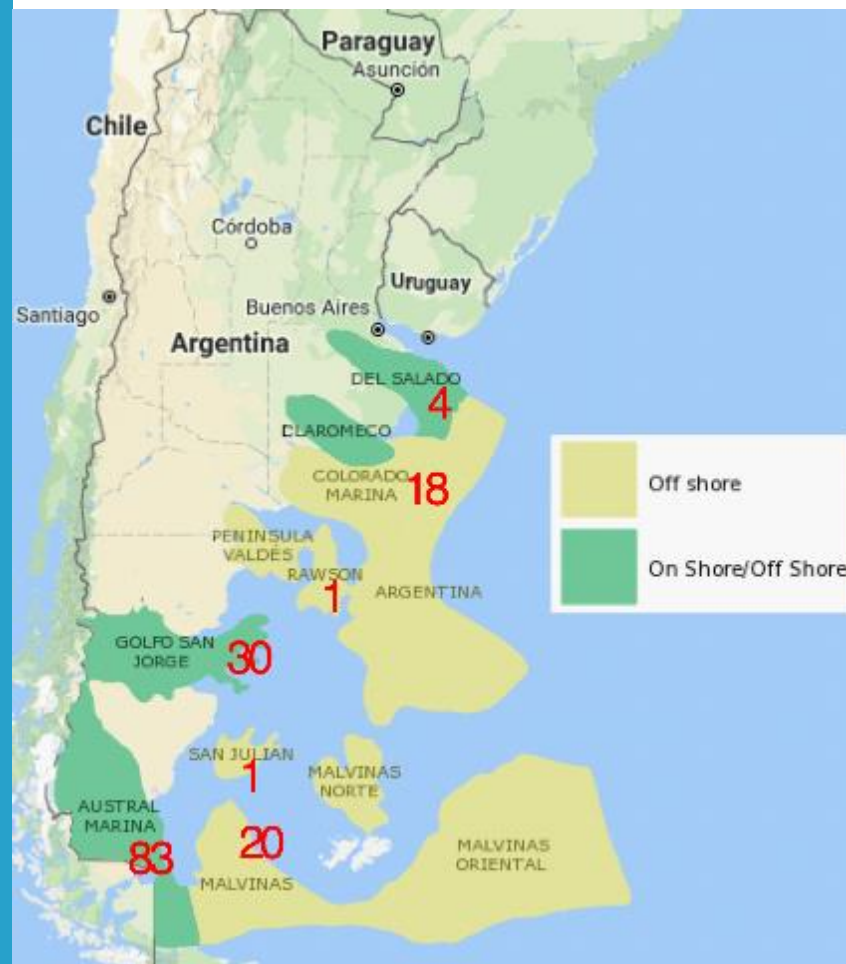 Paraguay
Asunción
Chile
Córdoba
Uruguay
Buenos Aires
Santiago
Argentina
DEL SALADO
4
CLAROMECO
COLORADO
MARINA
18
PENINSULA
VALDÉS
RAWSON
1
ARGENTINA
GOLFO SAN
JORGE
30
SAN JULIAN
1
MALVINAS
NORTE
AUSTRAL
MARINA
83
20
MALVINAS
MALVINAS
ORIENTAL
Off shore
On Shore/Off Shore